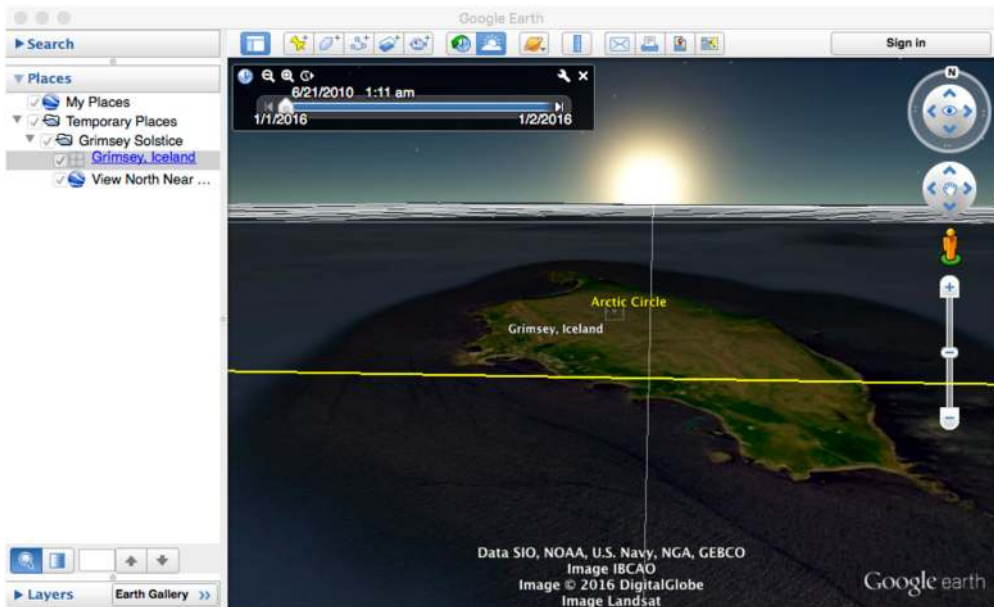 Google Earth
Search
Sign in
Places
My Places
Temporary Places
Grimsey Solstice
Grimsey, Iceland
View North Near ...
6/21/2010 1:11 am
1/1/2016 1/2/2016
N
Arctic Circle
Grimsey, Iceland
Data SIO, NOAA, U.S. Navy, NGA, GEBCO
Image IBCAO
Image © 2016 DigitalGlobe
Image Landsat
Google earth
Layers
Earth Gallery >>